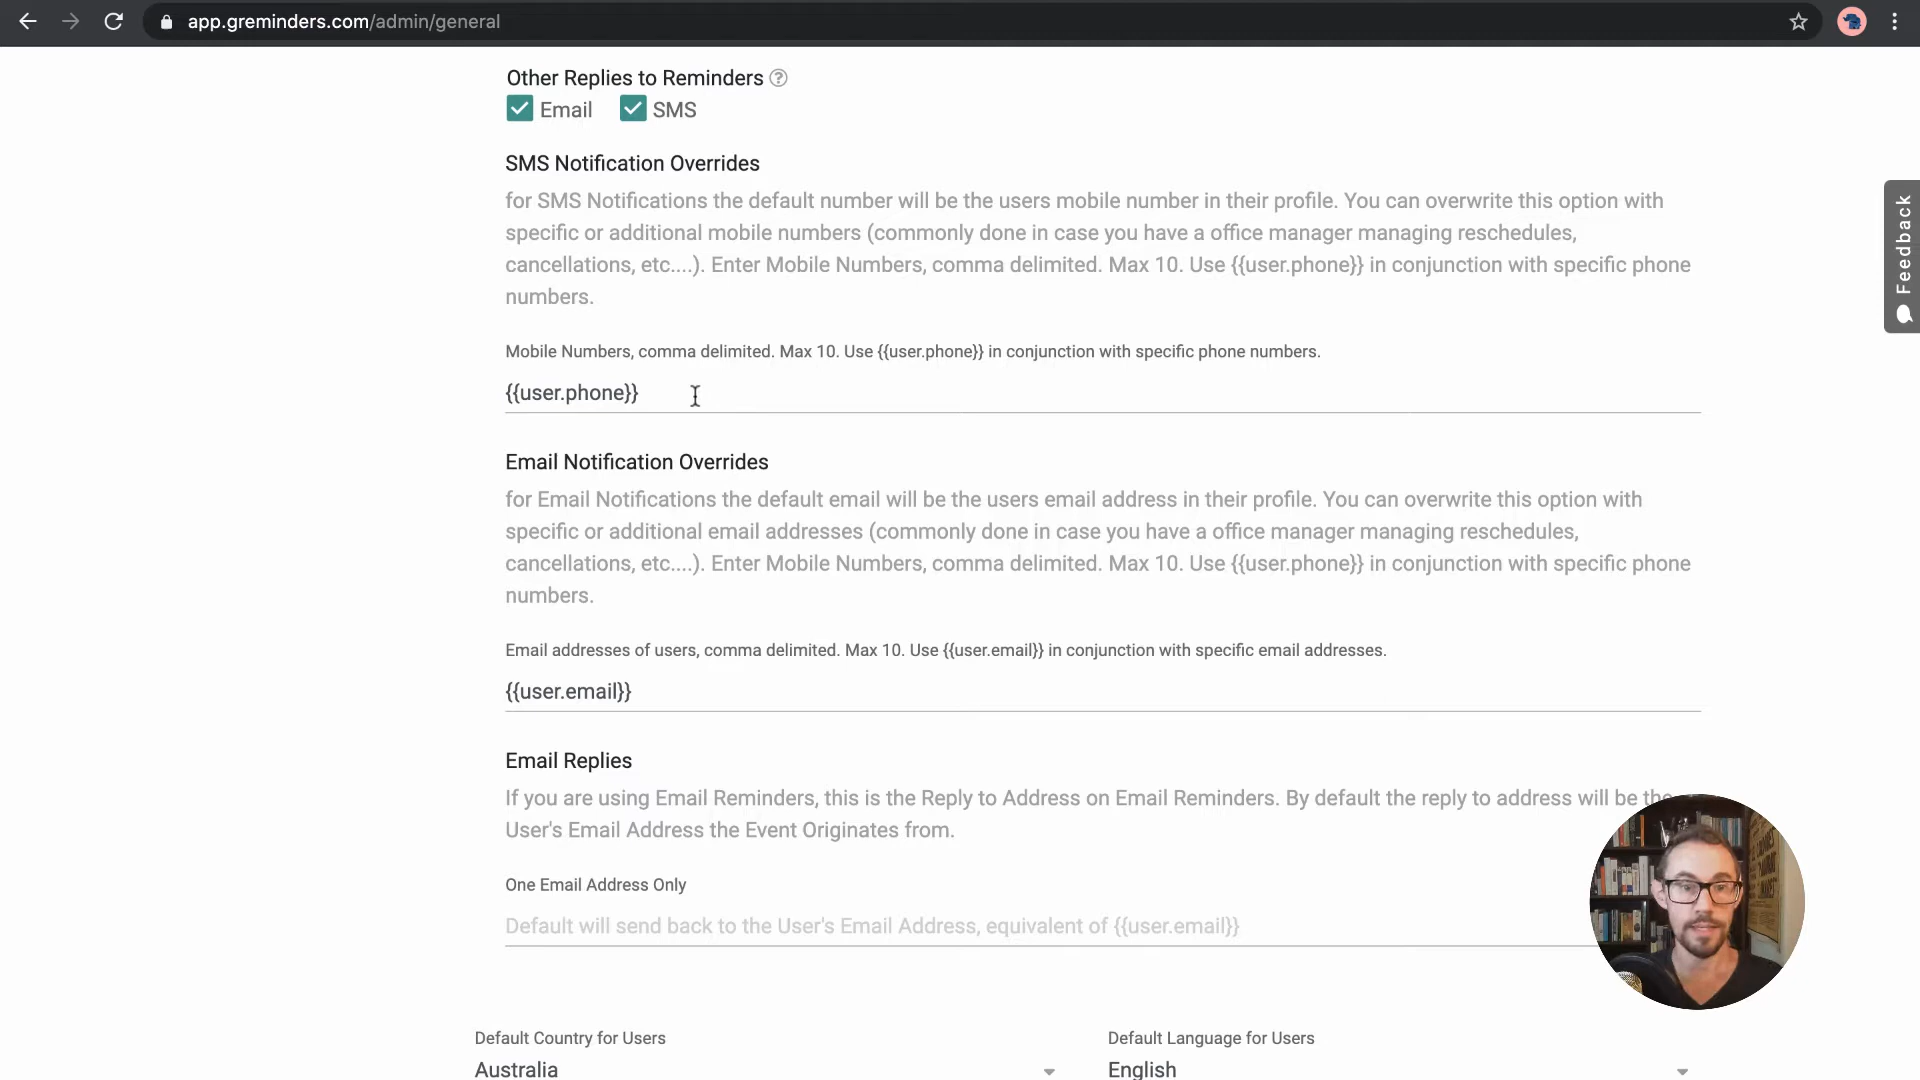 app.greminders.com/admin/general
Other Replies to Reminders ?
Email SMS
SMS Notification Overrides
for SMS Notifications the default number will be the users mobile number in their profile. You can overwrite this option with
specific or additional mobile numbers (commonly done in case you have a office manager managing reschedules,
cancellations, etc....). Enter Mobile Numbers, comma delimited. Max 10. Use {{user.phone}} in conjunction with specific phone
numbers.
Mobile Numbers, comma delimited. Max 10. Use {{user.phone}} in conjunction with specific phone numbers.
{{user.phone}}
Email Notification Overrides
for Email Notifications the default email will be the users email address in their profile. You can overwrite this option with
specific or additional email addresses (commonly done in case you have a office manager managing reschedules,
cancellations, etc....). Enter Mobile Numbers, comma delimited. Max 10. Use {{user.phone}} in conjunction with specific phone
numbers.
Email addresses of users, comma delimited. Max 10. Use {{user.email}} in conjunction with specific email addresses.
{{user.email}}
Email Replies
If you are using Email Reminders, this is the Reply to Address on Email Reminders. By default the reply to address will be the
User's Email Address the Event Originates from.
One Email Address Only
Default will send back to the User's Email Address, equivalent of {{user.email}}
Default Country for Users
Australia
Default Language for Users
English
Feedback